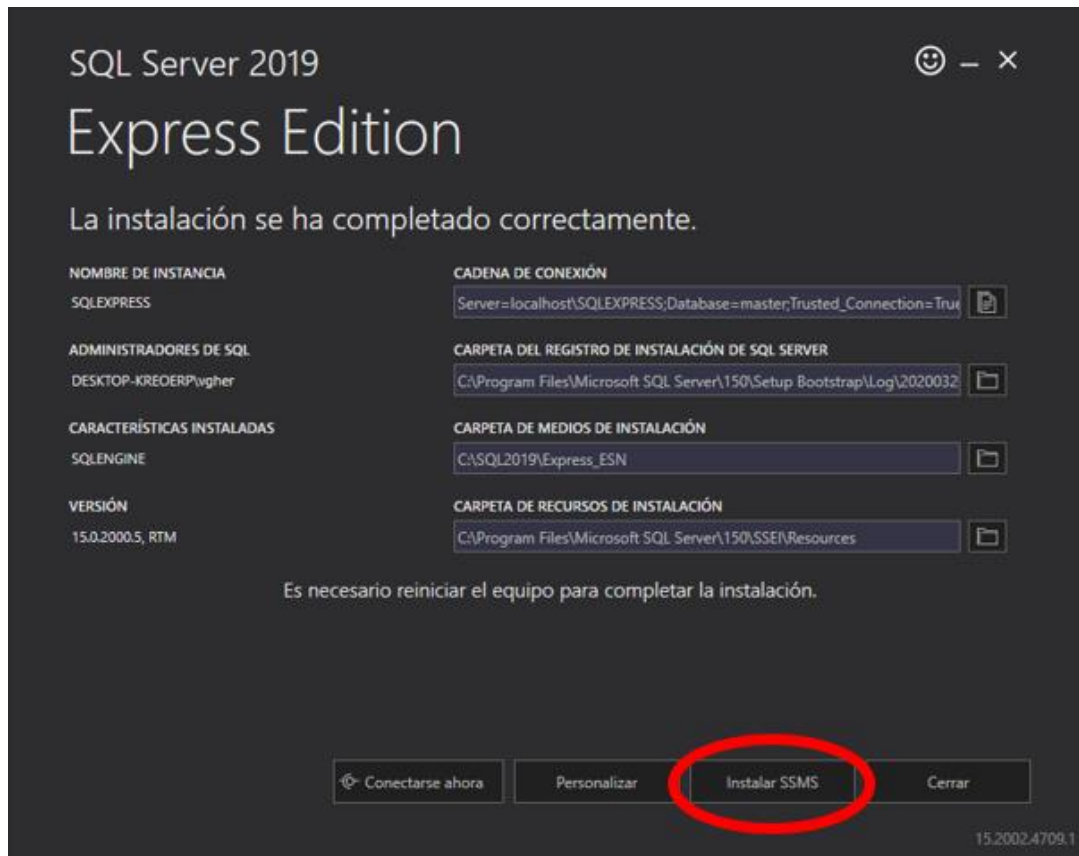 SQL Server 2019
Express Edition
La instalación se ha completado correctamente.
NOMBRE DE INSTANCIA
SQLEXPRESS
CADENA DE CONEXIÓN
Server=localhost\SQLEXPRESS;Database=master;Trusted_Connection=True
ADMINISTRADORES DE SQL
DESKTOP-KREOERP\vgher
CARPETA DEL REGISTRO DE INSTALACIÓN DE SQL SERVER
C:\Program Files\Microsoft SQL Server\150\Setup Bootstrap\Log\2020032
CARACTERÍSTICAS INSTALADAS
SQLENGINE
CARPETA DE MEDIOS DE INSTALACIÓN
C:\SQL2019\Express_ESN
VERSIÓN
15.0.2000.5, RTM
CARPETA DE RECURSOS DE INSTALACIÓN
C:\Program Files\Microsoft SQL Server\150\SSEI\Resources
Es necesario reiniciar el equipo para completar la instalación.
Conectarse ahora
Personalizar
Instalar SSMS
Cerrar
15.2002.4709.1